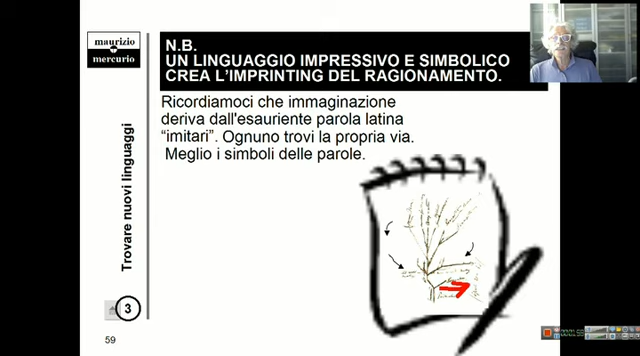 maurizio
mercurio
N.B.
UN LINGUAGGIO IMPRESSIVO E SIMBOLICO
CREA L'IMPRINTING DEL RAGIONAMENTO.
Ricordiamoci che immaginazione
deriva dall'esauriente parola latina
“imitari”. Ognuno trovi la propria via.
Meglio i simboli delle parole.
Trovare nuovi linguaggi
3
59